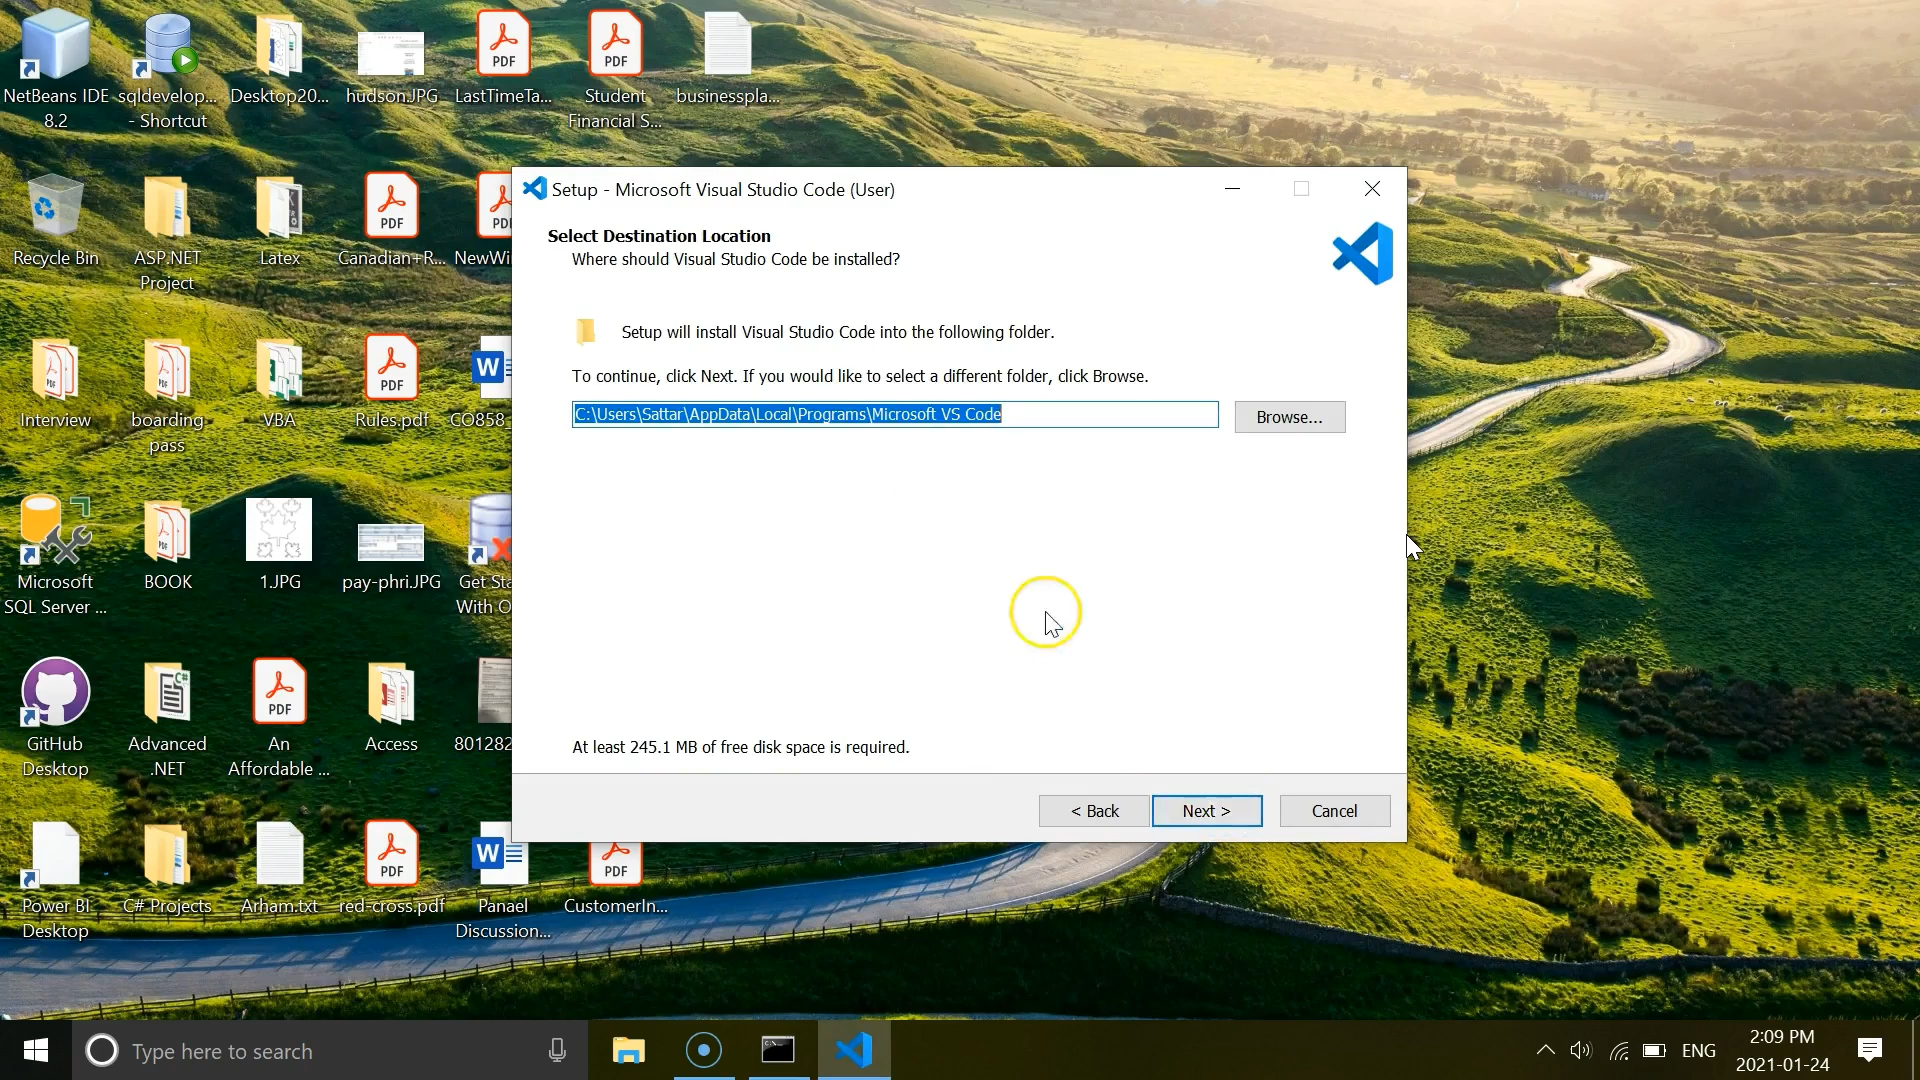 NetBeans IDE
8.2
sqldevelop...
- Shortcut
Desktop20...
hudson.JPG
PDF
LastTimeTa...
PDF
Student
Financial S...
businesspla...
Recycle Bin
ASP.NET
Project
Latex
PDF
Canadian+R...
PDF
NewWi
Interview
boarding
pass
VBA
PDF
Rules.pdf
W
CO858
Microsoft
SQL Server ...
BOOK
1.JPG
pay-phri.JPG
Get Sta
With O
GitHub
Desktop
C#
Advanced
.NET
PDF
An
Affordable ...
Access
801282
Power BI
Desktop
C# Projects
Arham.txt
PDF
red-cross.pdf
W
Panael
Discussion...
PDF
CustomerIn...
Setup - Microsoft Visual Studio Code (User)
Select Destination Location
Where should Visual Studio Code be installed?
Setup will install Visual Studio Code into the following folder.
To continue, click Next. If you would like to select a different folder, click Browse.
C:\Users\Sattar\AppData\Local\Programs\Microsoft VS Code
Browse...
At least 245.1 MB of free disk space is required.
< Back
Next >
Cancel
Type here to search
ENG
2:09 PM
2021-01-24